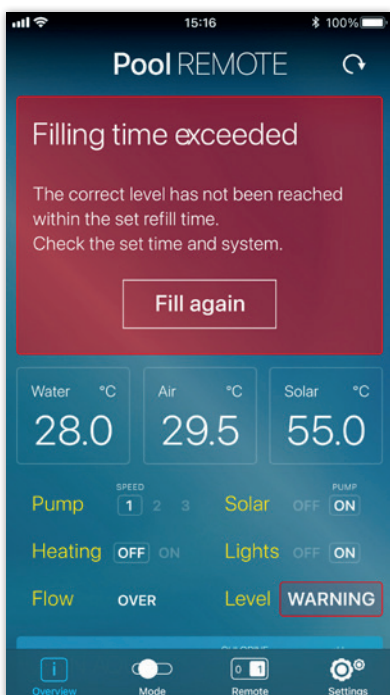 15:16
100%
Pool REMOTE
Filling time exceeded
The correct level has not been reached
within the set refill time.
Check the set time and system.
Fill again
Water °C
Air °C
Solar °C
28.0
29.5
55.0
SPEED
PUMP
Pump 1 2 3
Solar OFF ON
Heating OFF ON
Lights OFF ON
Flow OVER
Level WARNING
CHLORINE
i
0 1
Overview
Mode
Remote
Settings